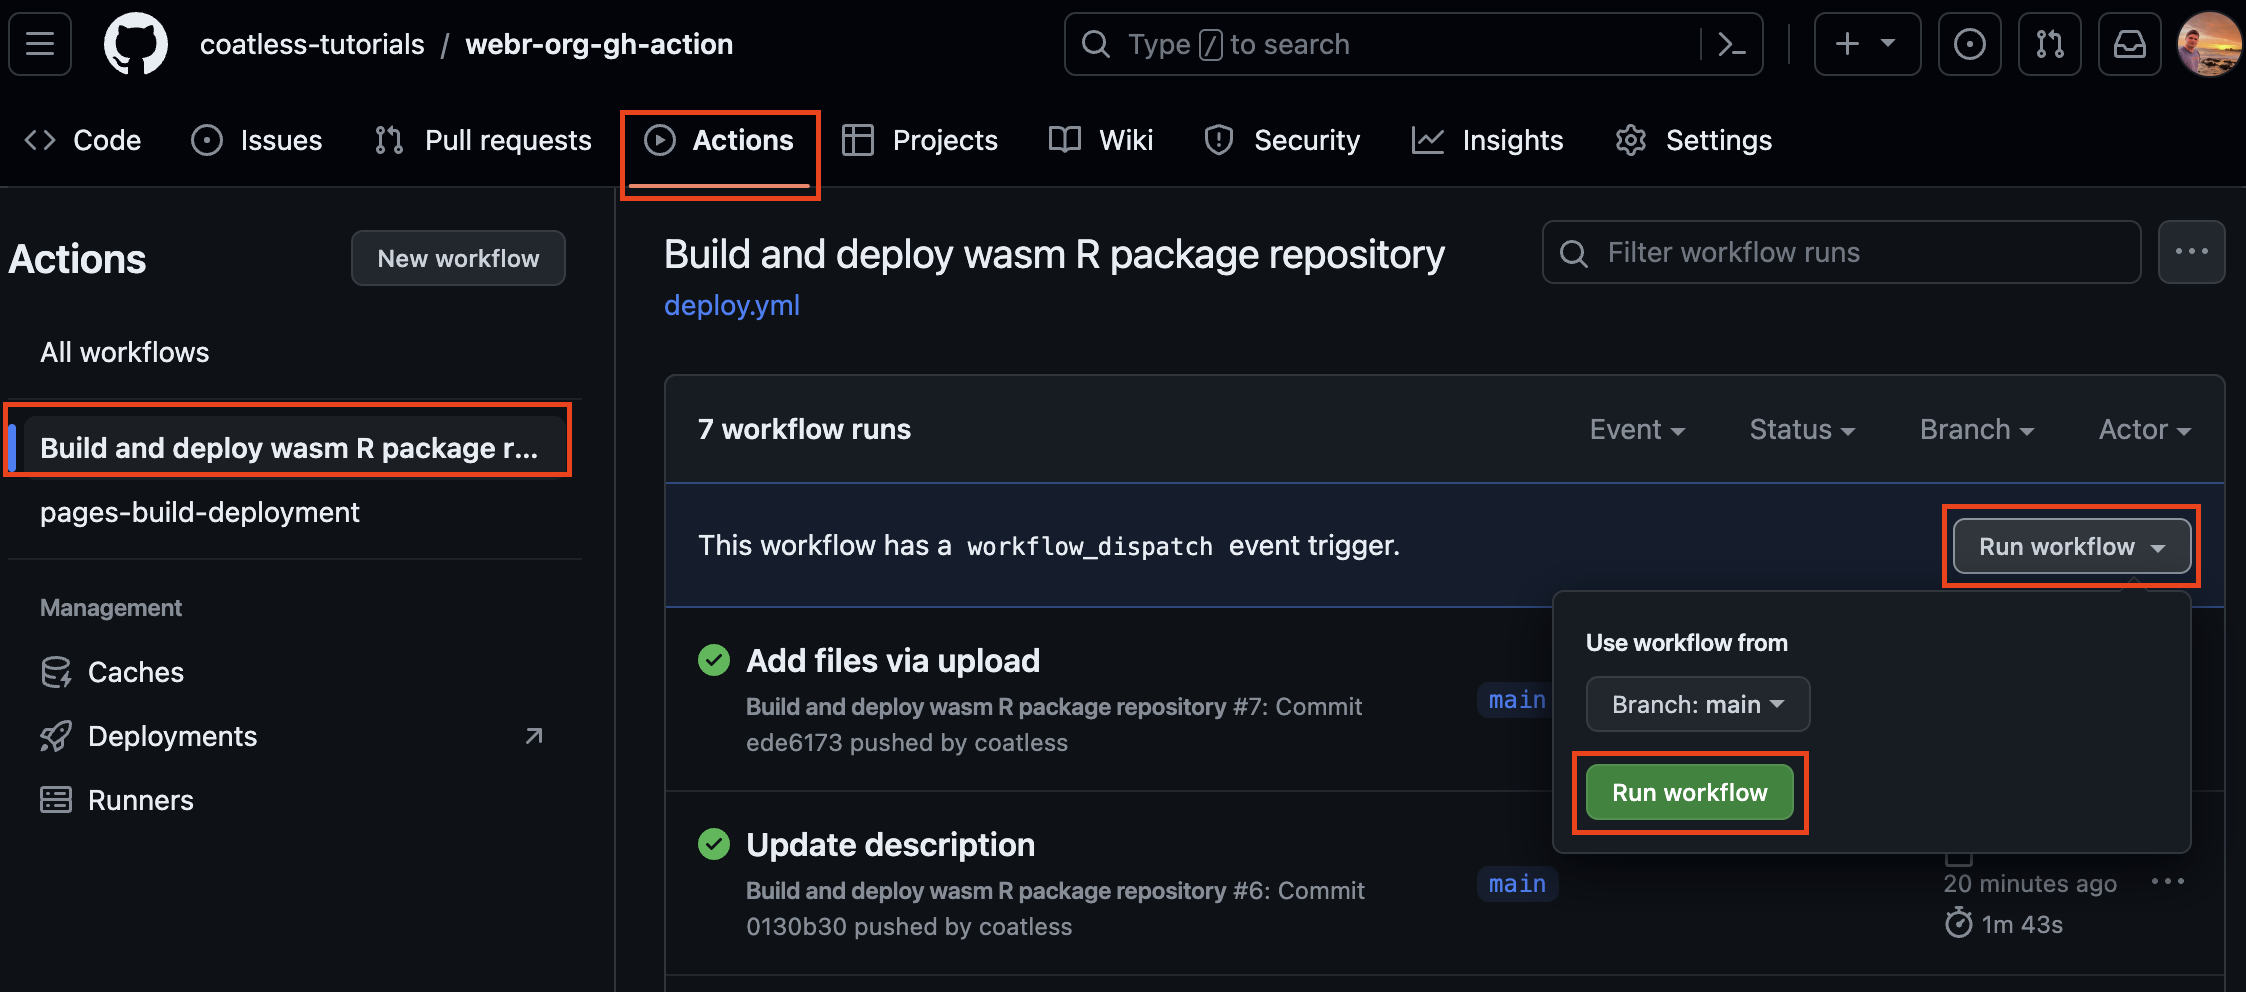 coatless-tutorials / webr-org-gh-action
Type / to search
Code Issues Pull requests Actions Projects Wiki Security Insights Settings
Actions
New workflow
All workflows
Build and deploy wasm R package r...
pages-build-deployment
Management
Caches
Deployments
Runners
Build and deploy wasm R package repository
deploy.yml
Filter workflow runs
7 workflow runs
Event Status Branch Actor
This workflow has a workflow_dispatch event trigger.
Run workflow
Use workflow from
Branch: main
Run workflow
Add files via upload
Build and deploy wasm R package repository #7: Commit
ede6173 pushed by coatless
main
Update description
Build and deploy wasm R package repository #6: Commit
0130b30 pushed by coatless
main
20 minutes ago
1m 43s